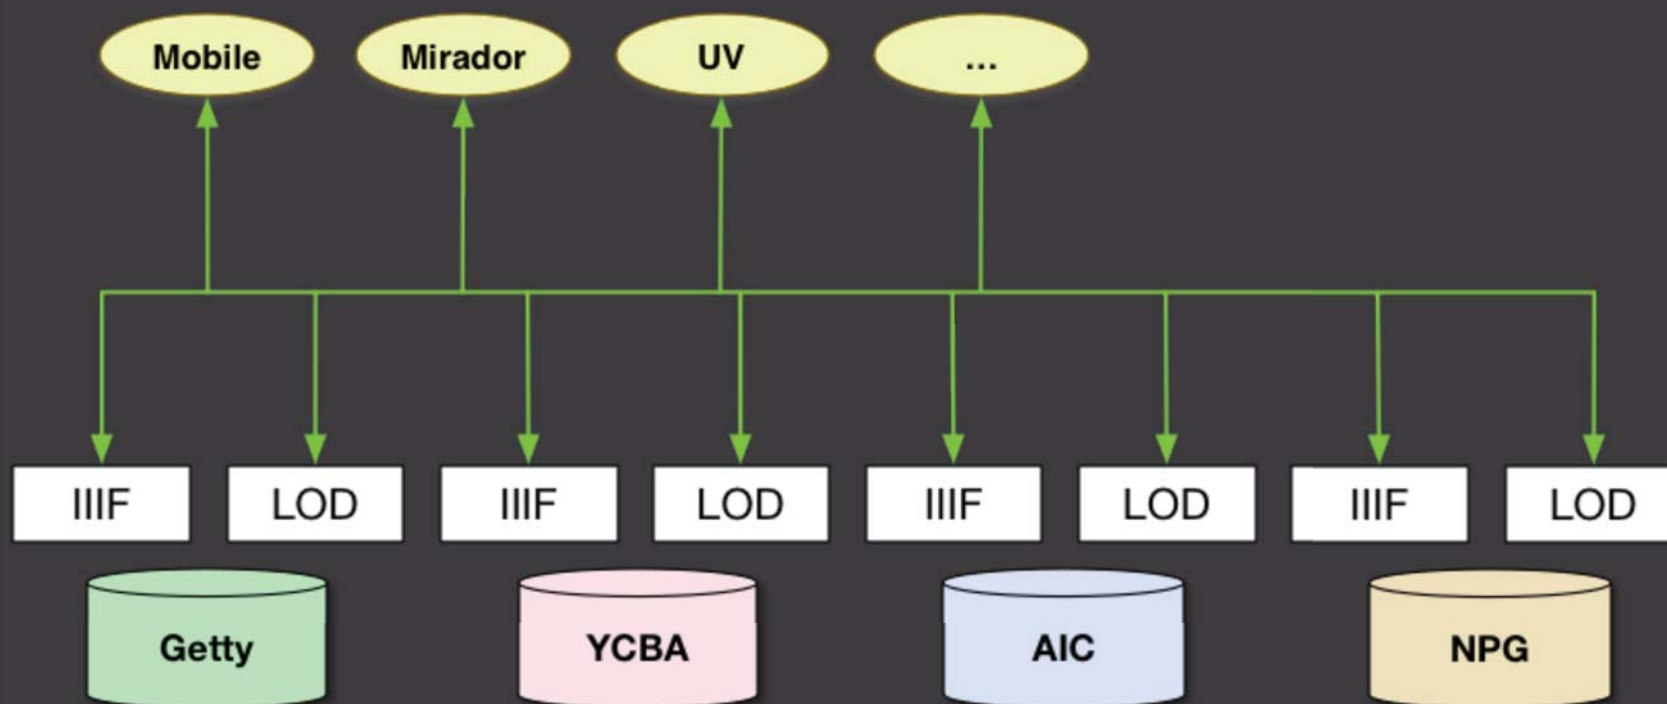 Mobile Mirador UV ...
IIIF LOD IIIF LOD IIIF LOD IIIF LOD
Getty YCBA AIC NPG